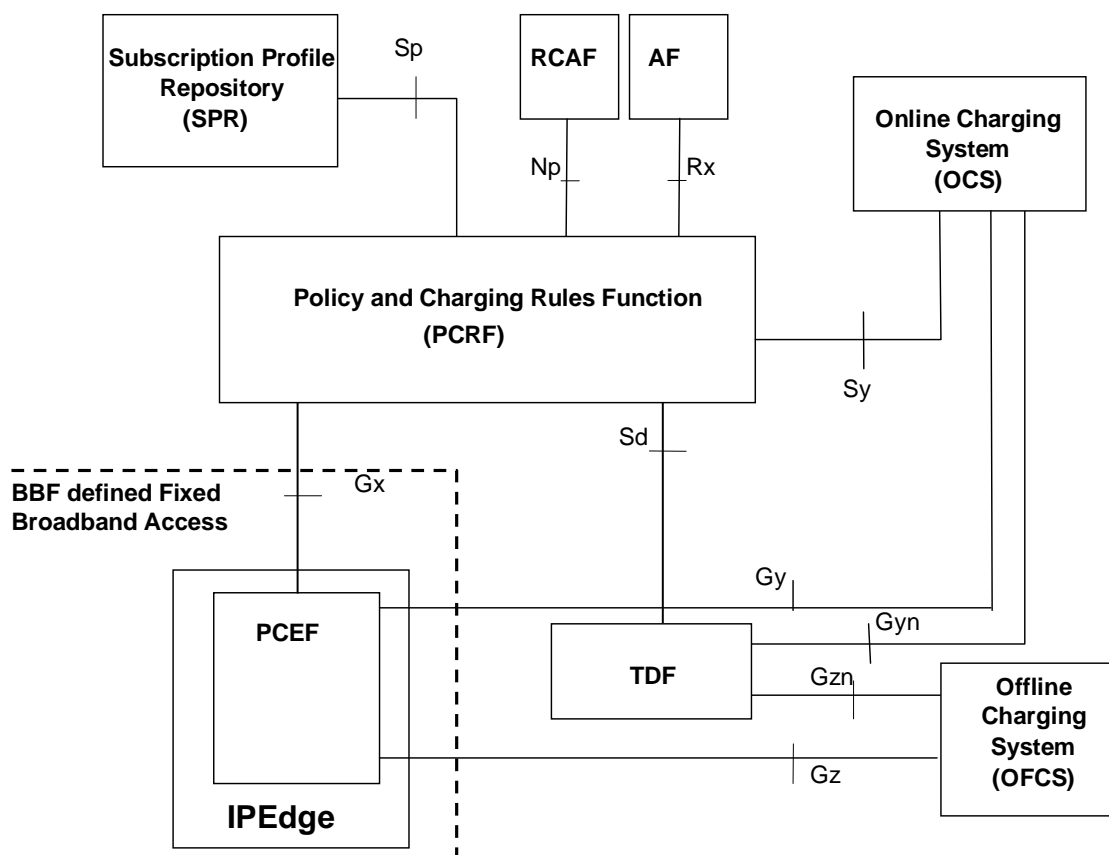 Subscription Profile
Repository
(SPR)
Sp
RCAF
AF
Online Charging
System
(OCS)
Np
Rx
Policy and Charging Rules Function
(PCRF)
Sy
Sd
Gx
BBF defined Fixed
Broadband Access
Gy
PCEF
Gyn
TDF
Gzn
Offline
Charging
System
(OFCS)
Gz
IPEdge